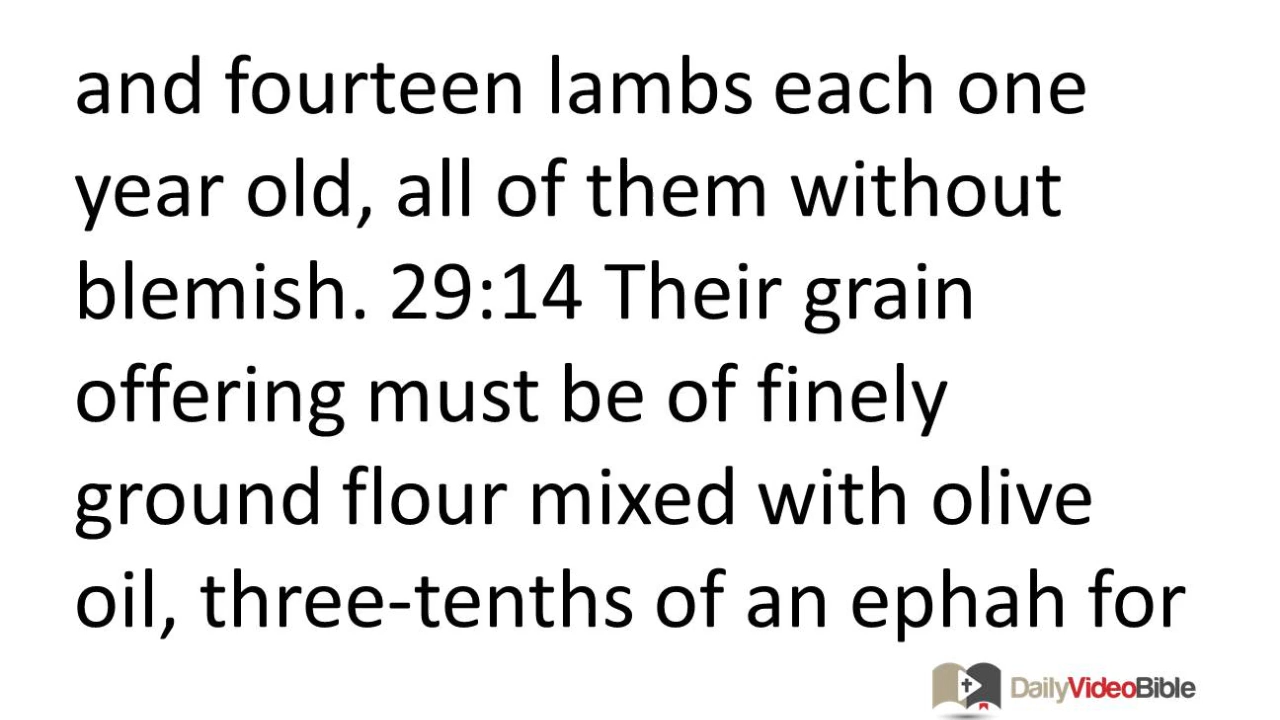 and fourteen lambs each one
year old, all of them without
blemish. 29:14 Their grain
offering must be of finely
ground flour mixed with olive
oil, three-tenths of an ephah for
DailyVideoBible